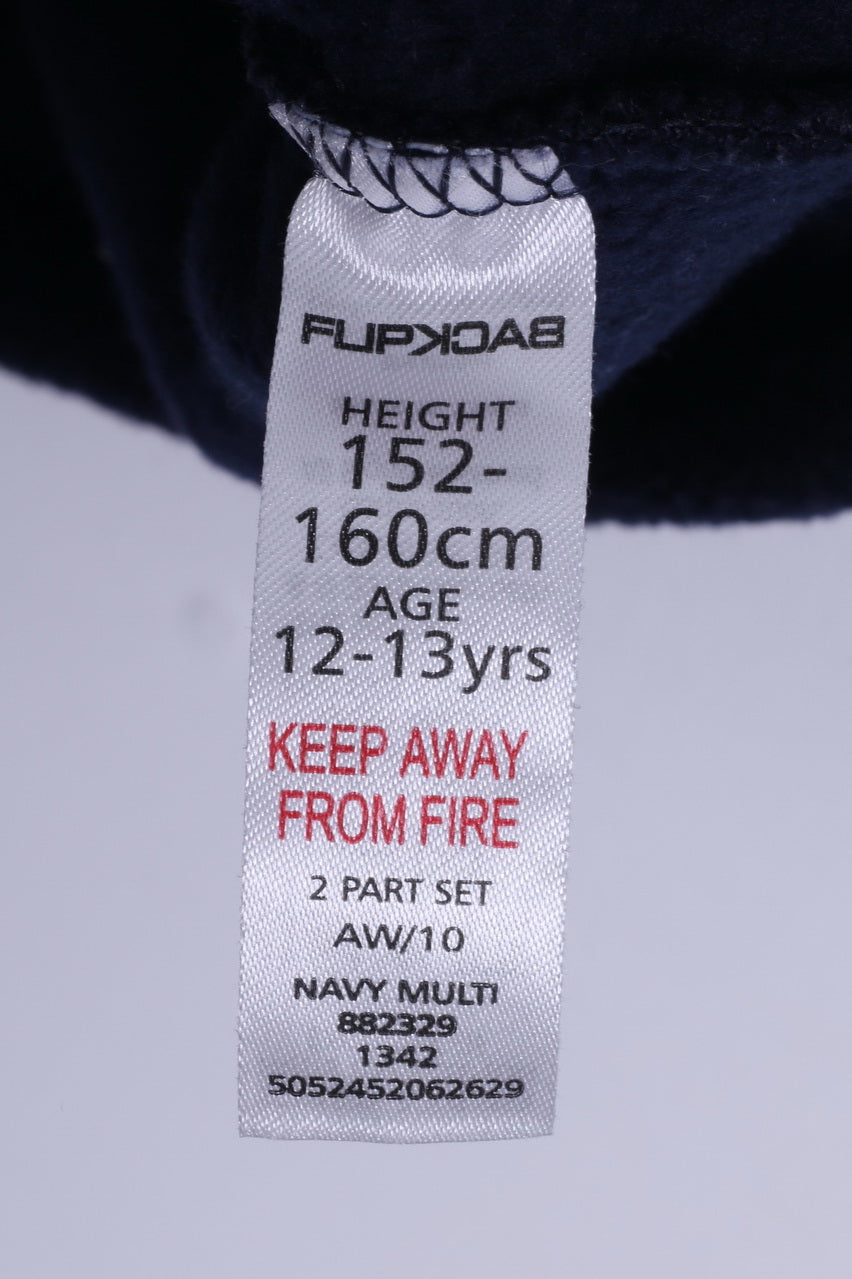 FLIPBACK
HEIGHT
152-
160cm
AGE
12-13yrs
KEEP AWAY
FROM FIRE
2 PART SET
AW/10
NAVY MULTI
882329
1342
5052452062629